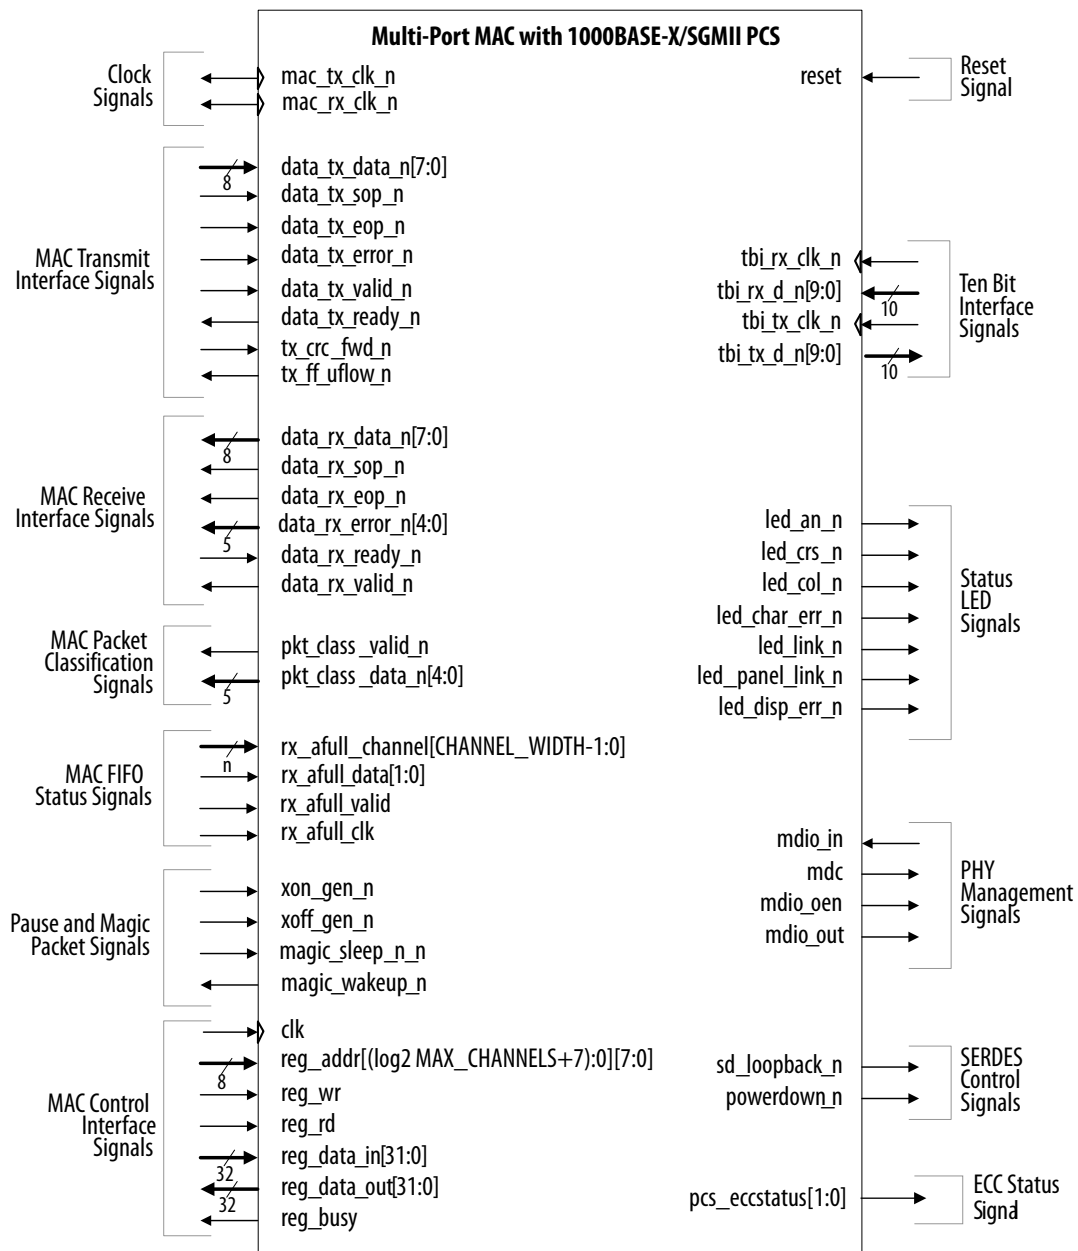 Multi-Port MAC with 1000BASE-X/SGMII PCS
Clock
Signals
mac_tx_clk_n
mac_rx_clk_n
MAC Transmit
Interface Signals
data_tx_data_n[7:0]
8
data_tx_sop_n
data_tx_eop_n
data_tx_error_n
data_tx_valid_n
data_tx_ready_n
tx_crc_fwd_n
tx_ff_uflow_n
MAC Receive
Interface Signals
data_rx_data_n[7:0]
8
data_rx_sop_n
data_rx_eop_n
data_rx_error_n[4:0]
5
data_rx_ready_n
data_rx_valid_n
MAC Packet
Classification
Signals
pkt_class_valid_n
pkt_class_data_n[4:0]
5
MAC FIFO
Status Signals
rx_afull_channel[CHANNEL_WIDTH-1:0]
n
rx_afull_data[1:0]
rx_afull_valid
rx_afull_clk
Pause and Magic
Packet Signals
xon_gen_n
xoff_gen_n
magic_sleep_n_n
magic_wakeup_n
MAC Control
Interface
Signals
clk
reg_addr[(log2 MAX_CHANNELS+7):0][7:0]
8
reg_wr
reg_rd
reg_data_in[31:0]
32
reg_data_out[31:0]
32
reg_busy
reset
Reset
Signal
tbi_rx_clk_n
tbi_rx_d_n[9:0]
10
tbi_tx_clk_n
tbi_tx_d_n[9:0]
10
Ten Bit
Interface
Signals
led_an_n
led_crs_n
led_col_n
led_char_err_n
led_link_n
led_panel_link_n
led_disp_err_n
Status
LED
Signals
mdio_in
mdc
mdio_oen
mdio_out
PHY
Management
Signals
sd_loopback_n
powerdown_n
SERDES
Control
Signals
pcs_eccstatus[1:0]
ECC Status
Signal